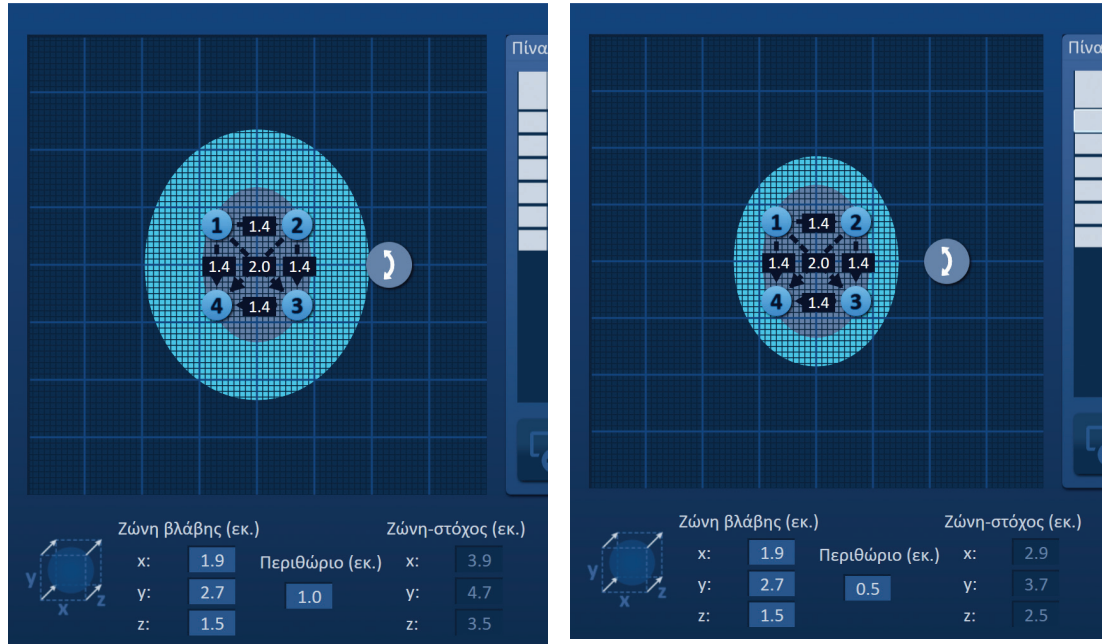 Πίνα
1 1.4 2
1.4 2.0 1.4
4 1.4 3
Ζώνη βλάβης (εκ.) Ζώνη-στόχος (εκ.)
x: 1.9 Περιθώριο (εκ.) x: 3.9
y: 2.7 1.0 y: 4.7
z: 1.5 z: 3.5
y x z
Πίνα
1 1.4 2
1.4 2.0 1.4
4 1.4 3
Ζώνη βλάβης (εκ.) Ζώνη-στόχος (εκ.)
x: 1.9 Περιθώριο (εκ.) x: 2.9
y: 2.7 0.5 y: 3.7
z: 1.5 z: 2.5
y x z